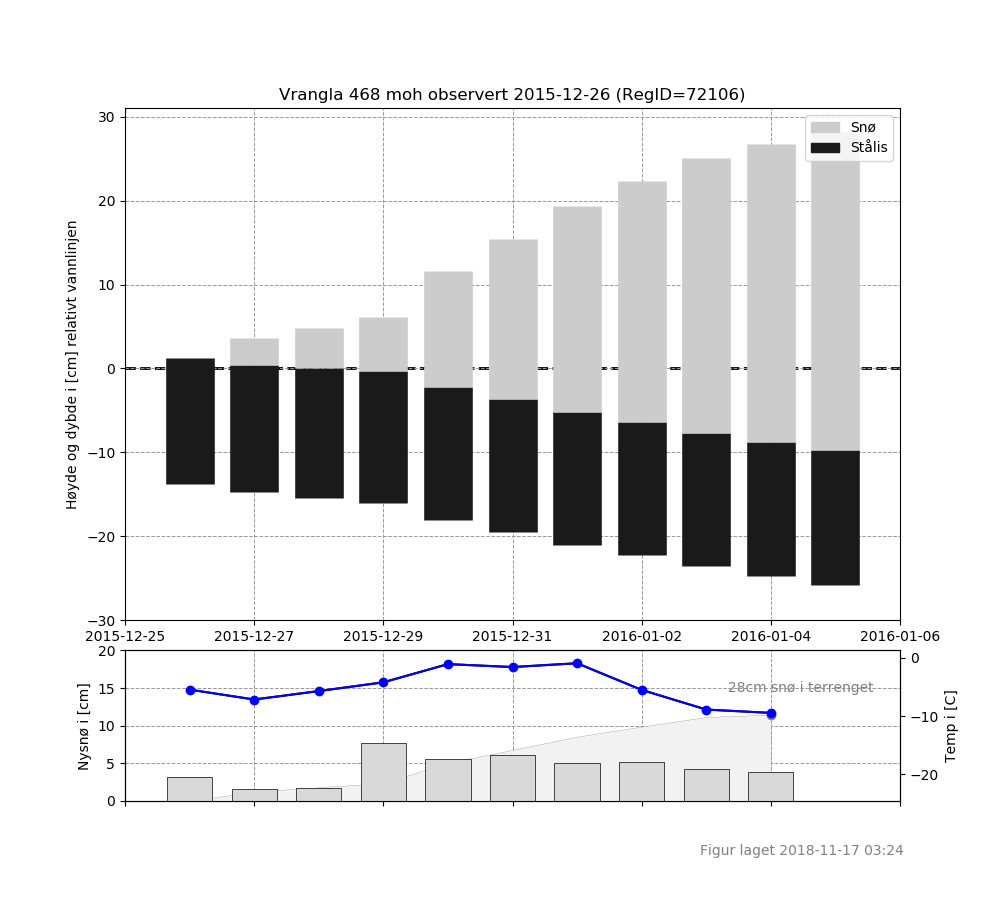 Vrangla 468 moh observert 2015-12-26 (RegID=72106)
Snø
Stålis
Høyde og dybde i [cm] relativt vannlinjen
30
20
10
0
−10
−20
−30
2015-12-25 2015-12-27 2015-12-29 2015-12-31 2016-01-02 2016-01-04 2016-01-06
Nysnø i [cm]
20
15
10
5
0
28cm snø i terrenget
0
−10
−20
Temp i [C]
Figur laget 2018-11-17 03:24